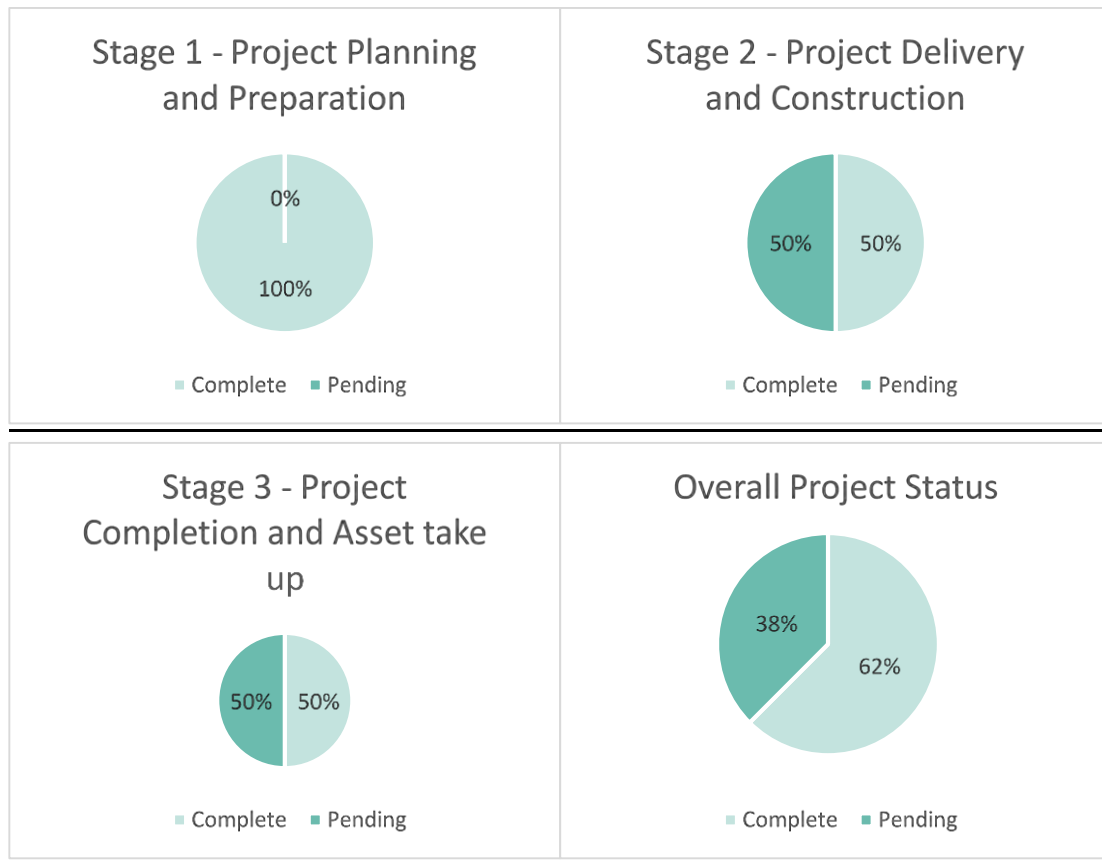 Stage 1 - Project Planning
and Preparation
0%
100%
Complete Pending
Stage 2 - Project Delivery
and Construction
50% 50%
Complete Pending
Stage 3 - Project
Completion and Asset take
up
50% 50%
Complete Pending
Overall Project Status
38%
62%
Complete Pending